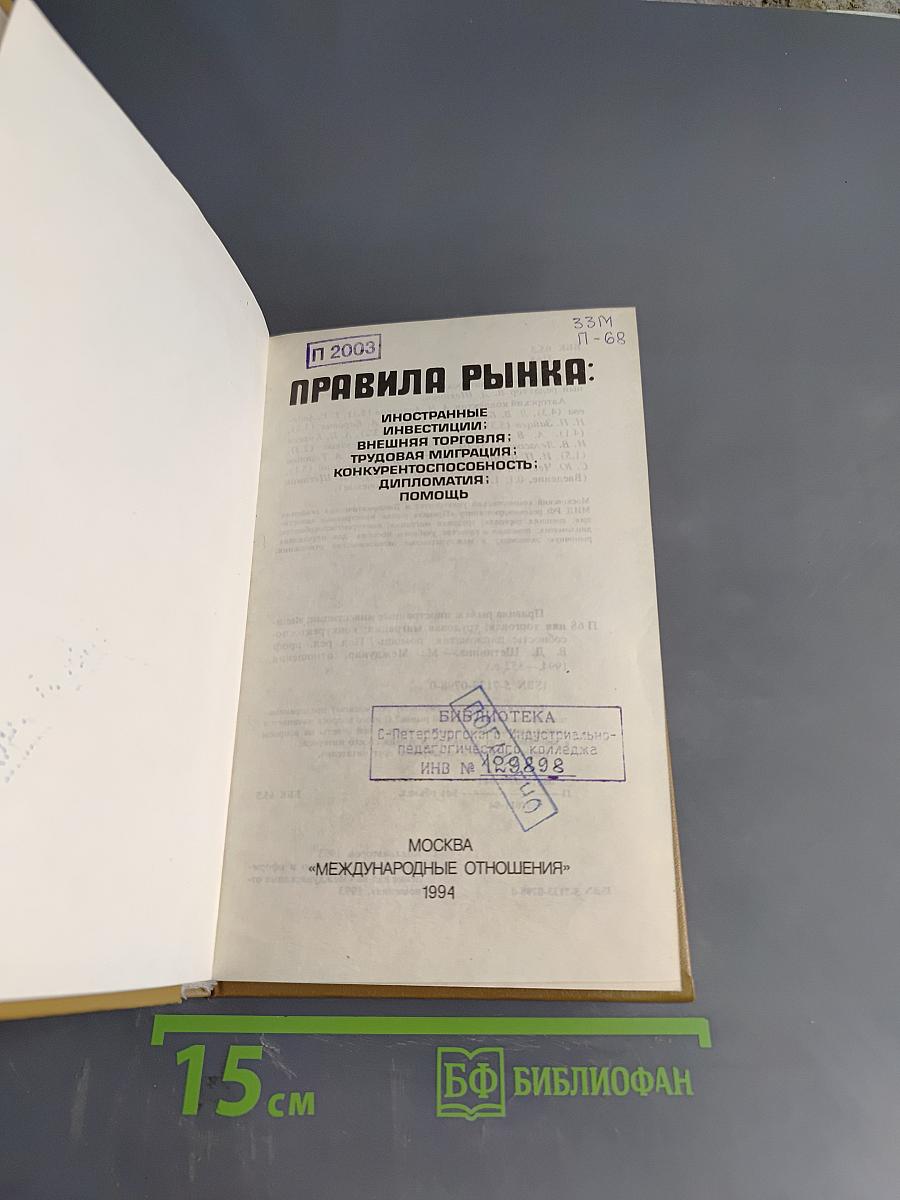 П 2003
33М
П-68
ПРАВИЛА РЫНКА:
ИНОСТРАННЫЕ
ИНВЕСТИЦИИ;
ВНЕШНЯЯ ТОРГОВЛЯ;
ТРУДОВАЯ МИГРАЦИЯ;
КОНКУРЕНТОСПОСОБНОСТЬ;
ДИПЛОМАТИЯ;
ПОМОЩЬ
БИБЛИОТЕКА
С-Петербургского Индустриально-
педагогического колледжа
ИНВ № 129898
МОСКВА
«МЕЖДУНАРОДНЫЕ ОТНОШЕНИЯ»
1994
15 см
БФ БИБЛИОФАН